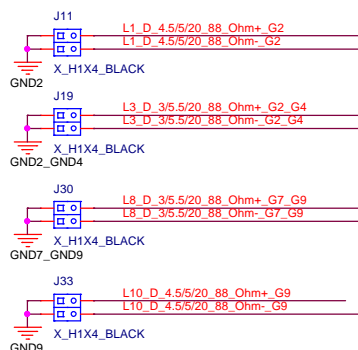 J11
L1_D_4.5/5/20_88_Ohm+_G2
L1_D_4.5/5/20_88_Ohm-_G2
GND2
X_H1X4_BLACK
J19
L3_D_3/5.5/20_88_Ohm+_G2_G4
L3_D_3/5.5/20_88_Ohm-_G2_G4
X_H1X4_BLACK
GND2_GND4
J30
L8_D_3/5.5/20_88_Ohm+_G7_G9
L8_D_3/5.5/20_88_Ohm-_G7_G9
X_H1X4_BLACK
GND7_GND9
J33
L10_D_4.5/5/20_88_Ohm+_G9
L10_D_4.5/5/20_88_Ohm-_G9
X_H1X4_BLACK
GND9